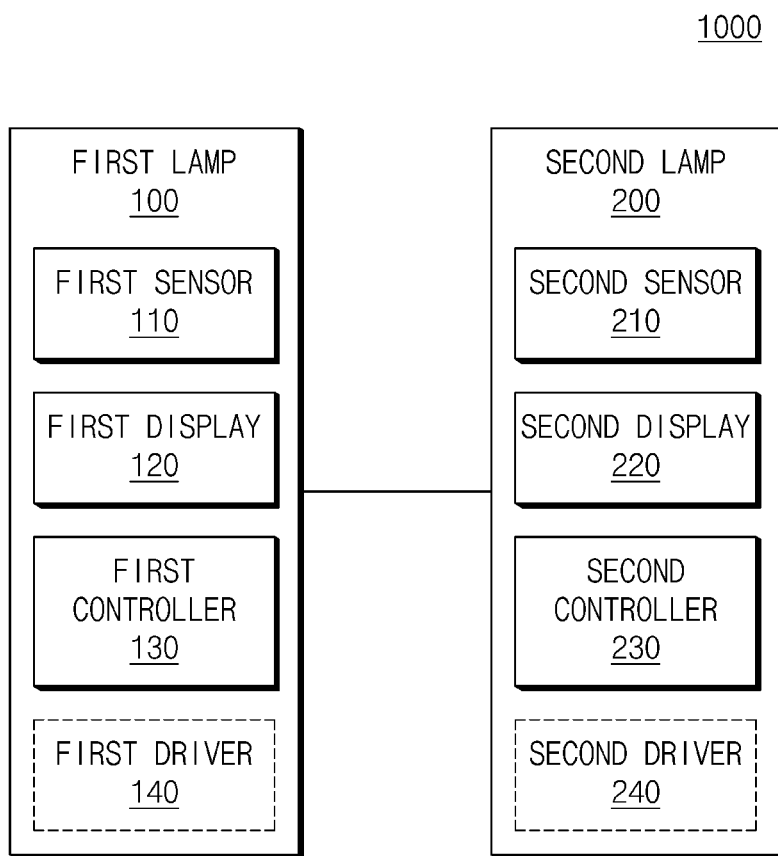 1000
FIRST LAMP
100
FIRST SENSOR
110
FIRST DISPLAY
120
FIRST
CONTROLLER
130
FIRST DRIVER
140
SECOND LAMP
200
SECOND SENSOR
210
SECOND DISPLAY
220
SECOND
CONTROLLER
230
SECOND DRIVER
240